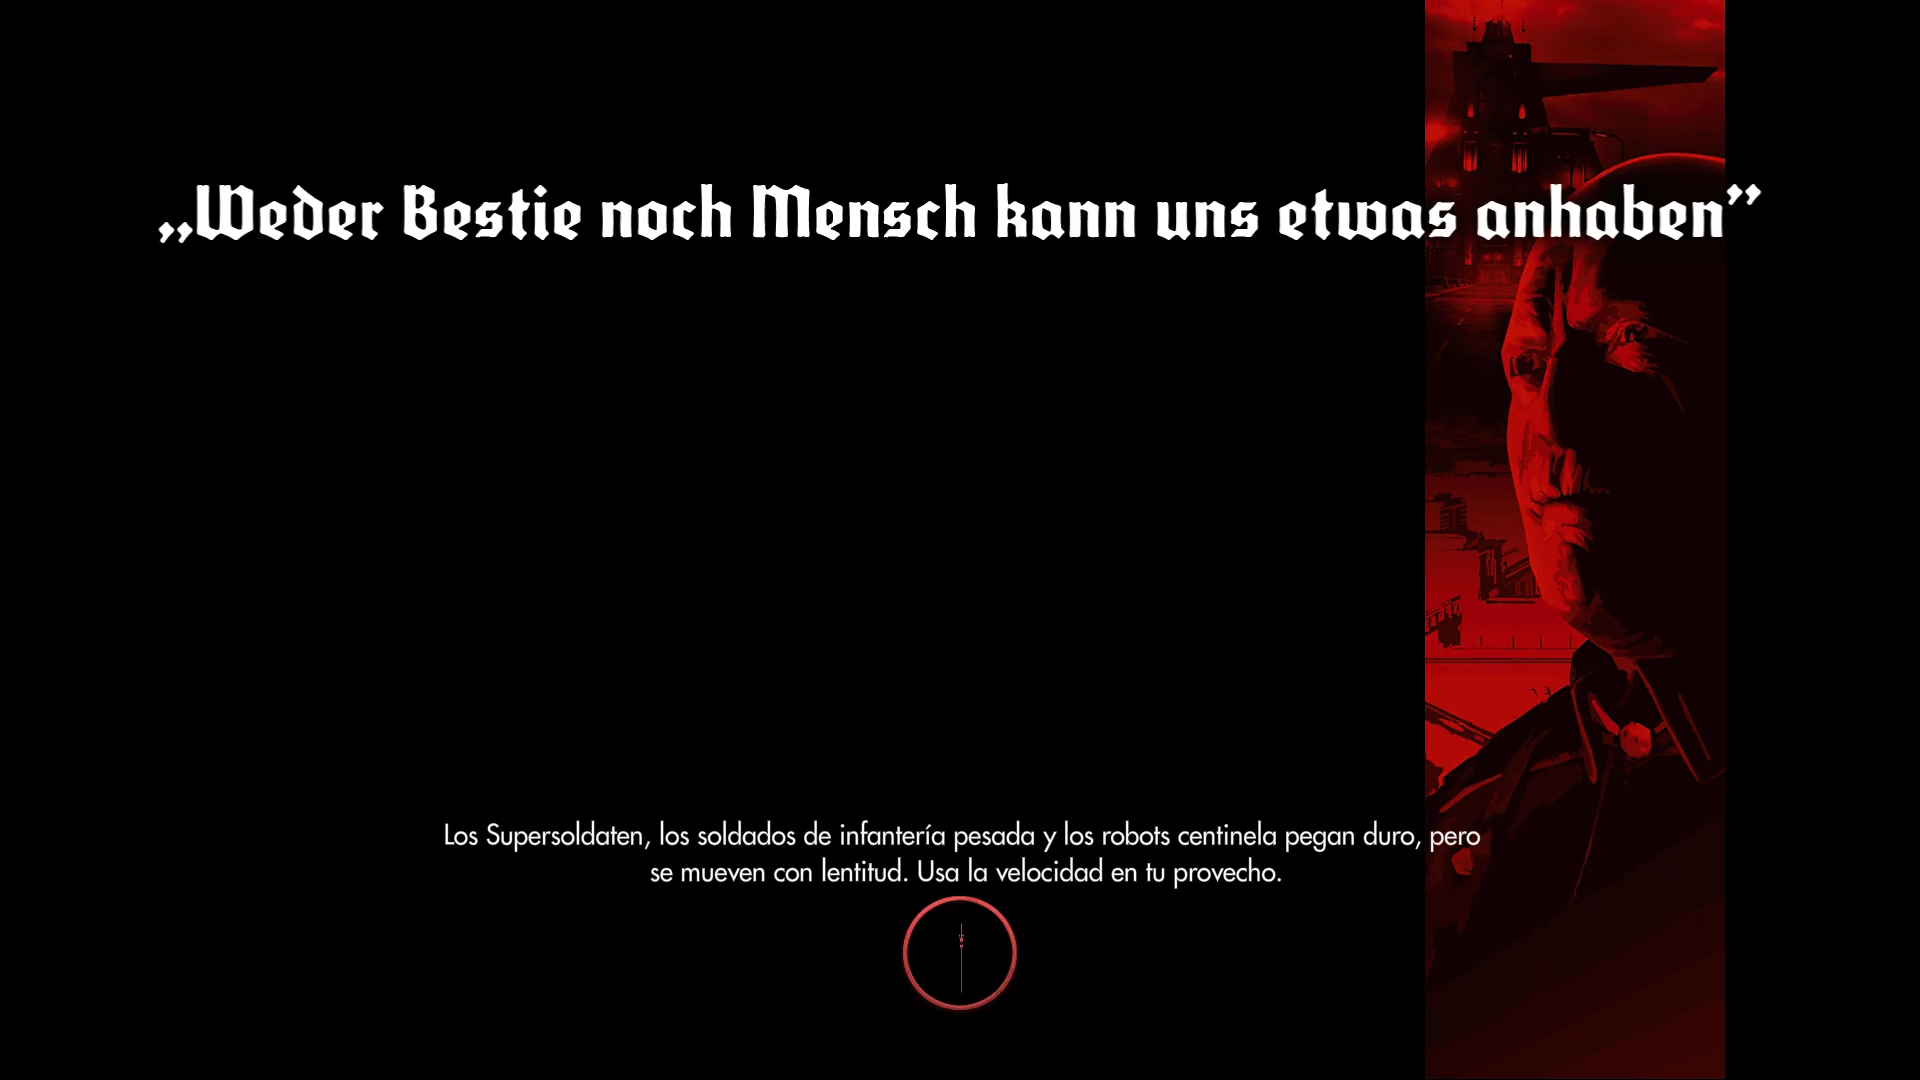 „Weder Bestie noch Mensch kann uns etwas anhaben”
Los Supersoldaten, los soldados de infantería pesada y los robots centinela pegan duro, pero
se mueven con lentitud. Usa la velocidad en tu provecho.